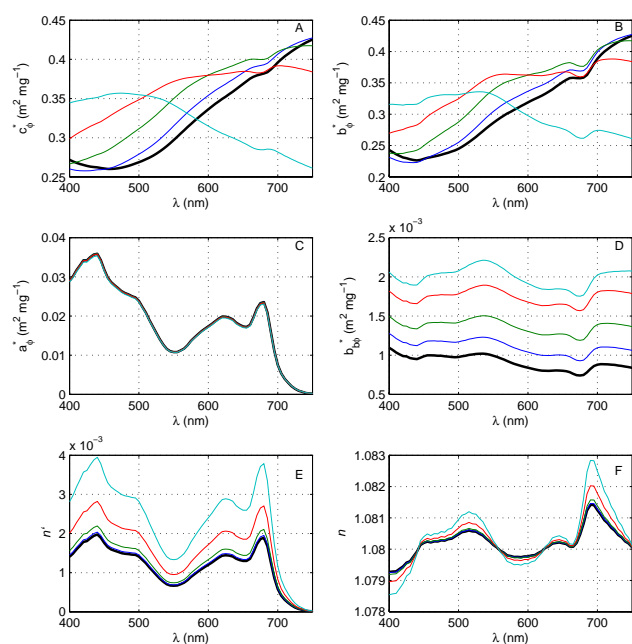 A
0.45
0.4
0.35
0.3
0.25
c*ϕ (m² mg⁻¹)
400 500 600 700
λ (nm)
B
0.45
0.4
0.35
0.3
0.25
0.2
b*ϕ (m² mg⁻¹)
400 500 600 700
λ (nm)
C
0.04
0.03
0.02
0.01
0
a*ϕ (m² mg⁻¹)
400 500 600 700
λ (nm)
x 10⁻³
D
2.5
2
1.5
1
0.5
b*bϕ (m² mg⁻¹)
400 500 600 700
λ (nm)
x 10⁻³
E
4
3
2
1
0
n′
400 500 600 700
λ (nm)
F
1.083
1.082
1.081
1.08
1.079
1.078
n
400 500 600 700
λ (nm)